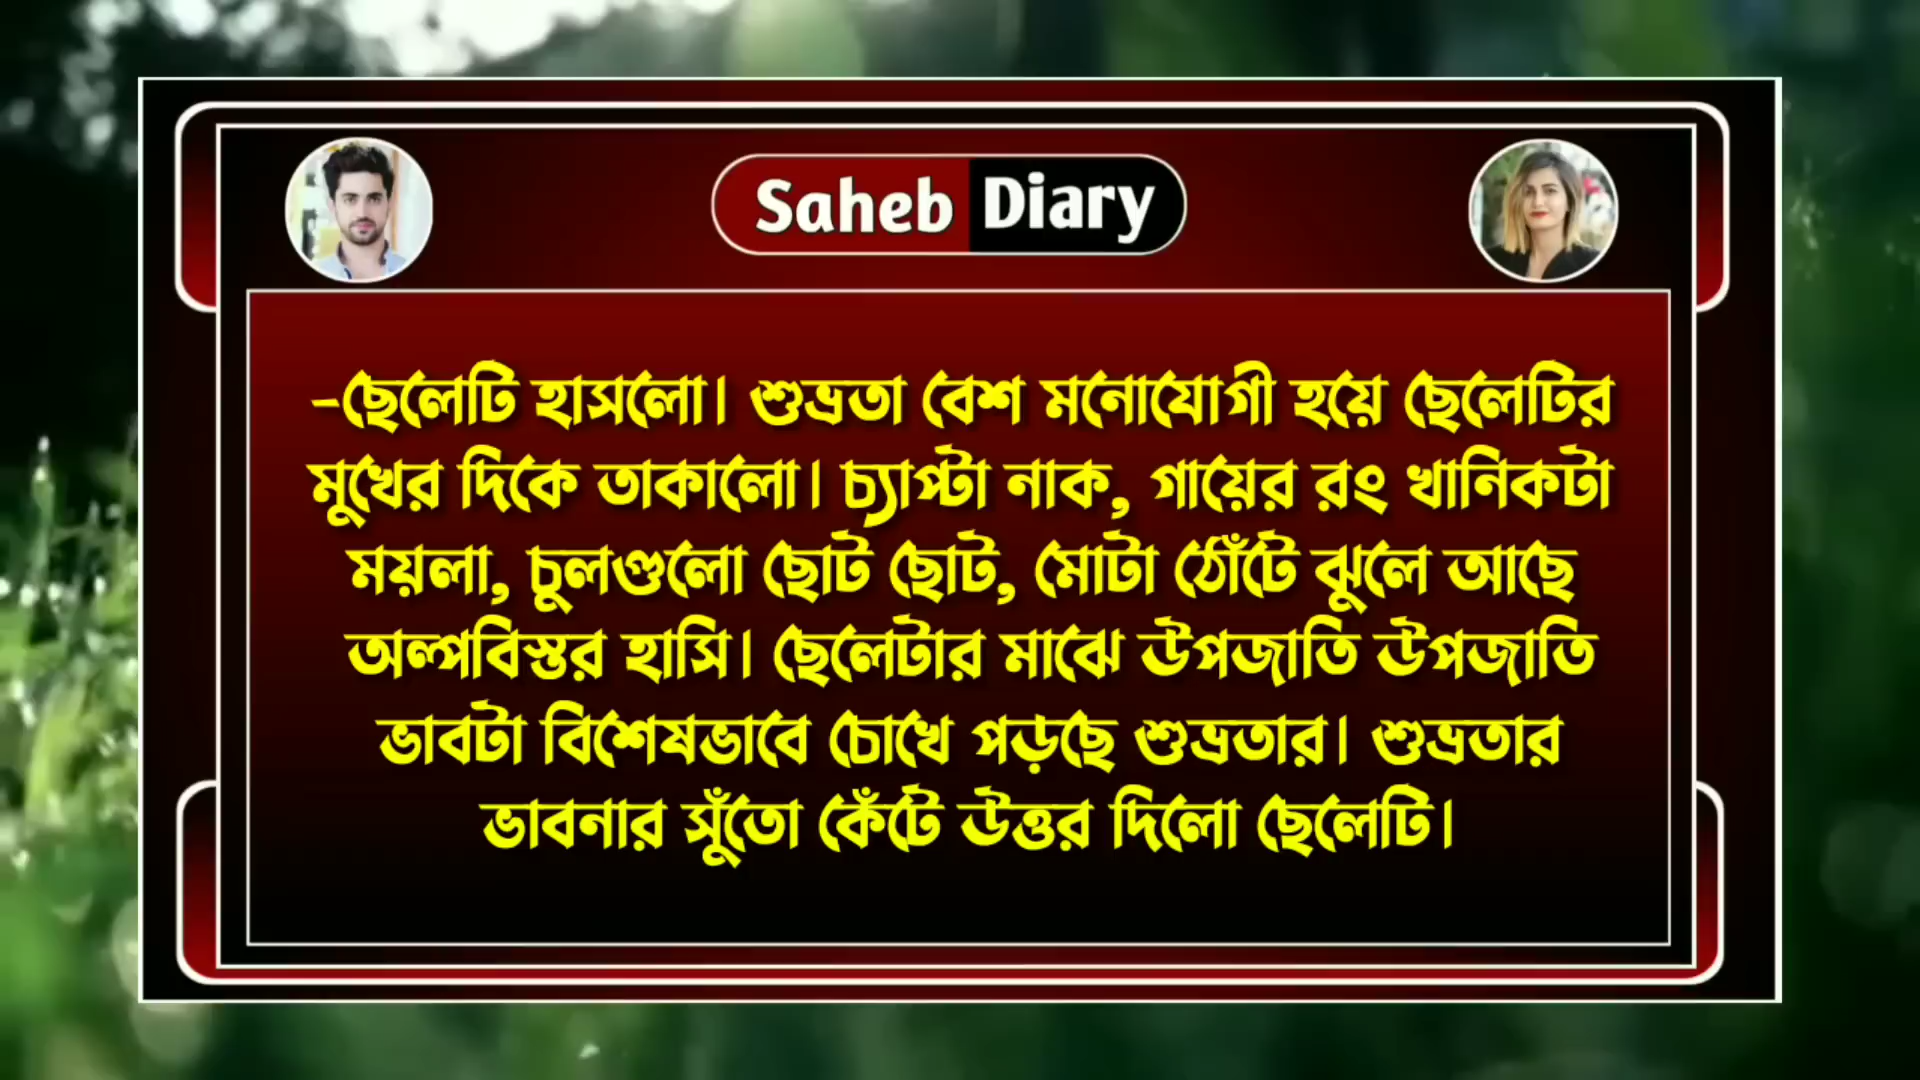 Saheb Diary
-ছেলেটি হাসলো। শুভ্রতা বেশ মনোযোগী হয়ে ছেলেটির
মুখের দিকে তাকালো। চ্যাপ্টা নাক, গায়ের রং খানিকটা
ময়লা, চুলগুলো ছোট ছোট, মোটা ঠোঁটে ঝুলে আছে
অল্পবিস্তর হাসি। ছেলেটার মাঝে উপজাতি উপজাতি
ভাবটা বিশেষভাবে চোখে পড়ছে শুভ্রতার। শুভ্রতার
ভাবনার সুঁতো কেঁটে উত্তর দিলো ছেলেটি।